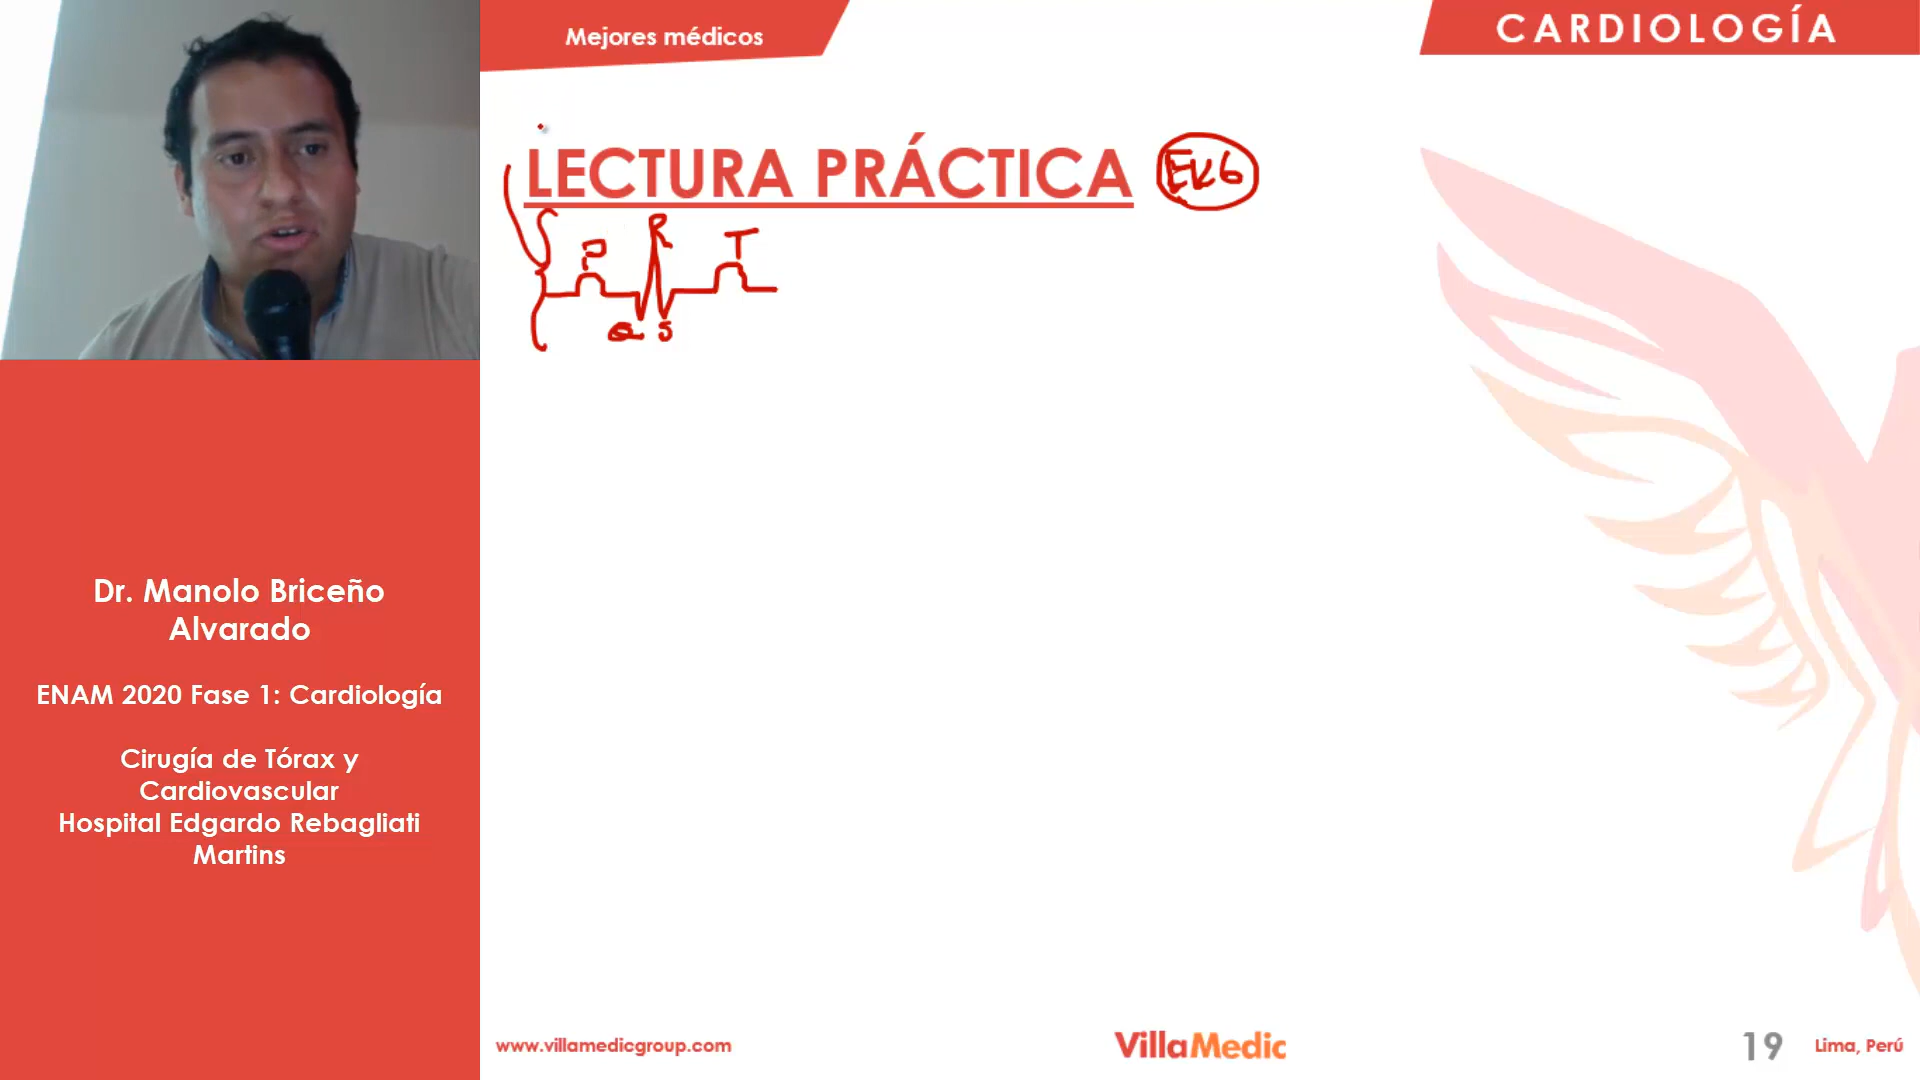 Mejores médicos
CARDIOLOGÍA
LECTURA PRÁCTICA EKG
P R T
Q S
Dr. Manolo Briceño
Alvarado
ENAM 2020 Fase 1: Cardiología
Cirugía de Tórax y
Cardiovascular
Hospital Edgardo Rebagliati
Martins
www.villamedicgroup.com
VillaMedic
19
Lima, Perú